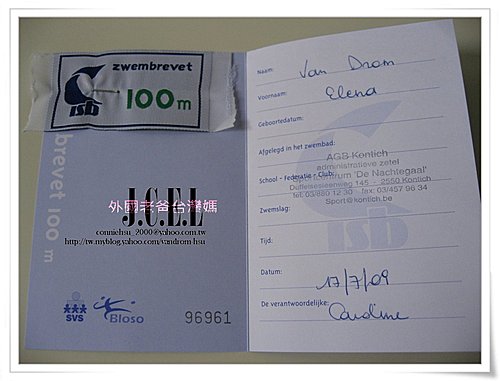 zwembrevet
isb
100 m
brevet 100 m
外國老爸台灣媽
J.C.E.L
conniehsu_2000@yahoo.com.tw
http://tw.myblog.yahoo.com/vandrom-hsu
SVS
Bloso
96961
Naam: Van Drom
Voornaam: Elena
Geboortedatum:
Afgelegd in het zwembad:
AGB Kontich
administratieve zetel
School - Federatie - Club:
Sportcentrum 'De Nachtegaal'
Duffelsesteenweg 145 - 2550 Kontich
tel. 03/880 12 30 - fax 03/457 96 34
Sport@kontich.be
Zwemslag:
isb
Tijd:
Datum: 17/7/09
De verantwoordelijke: Caroline